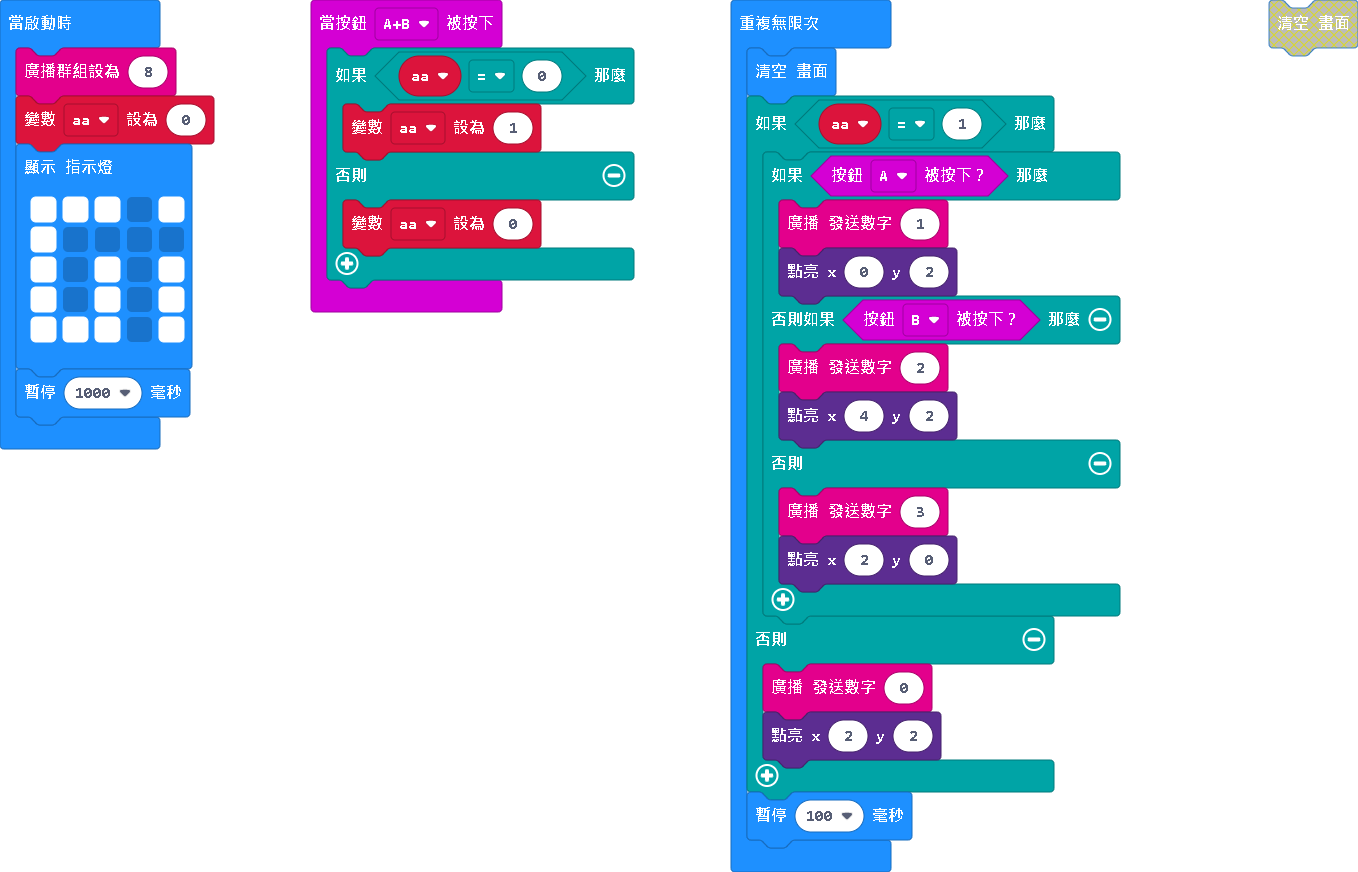 當啟動時
廣播群組設為 8
變數 aa 設為 0
顯示 指示燈
暫停 1000 毫秒
當按鈕 A+B 被按下
如果 aa = 0 那麼
變數 aa 設為 1
否則
變數 aa 設為 0
重複無限次
清空 畫面
如果 aa = 1 那麼
如果 按鈕 A 被按下？ 那麼
廣播 發送數字 1
點亮 x 0 y 2
否則如果 按鈕 B 被按下？ 那麼
廣播 發送數字 2
點亮 x 4 y 2
否則
廣播 發送數字 3
點亮 x 2 y 0
否則
廣播 發送數字 0
點亮 x 2 y 2
暫停 100 毫秒
清空 畫面